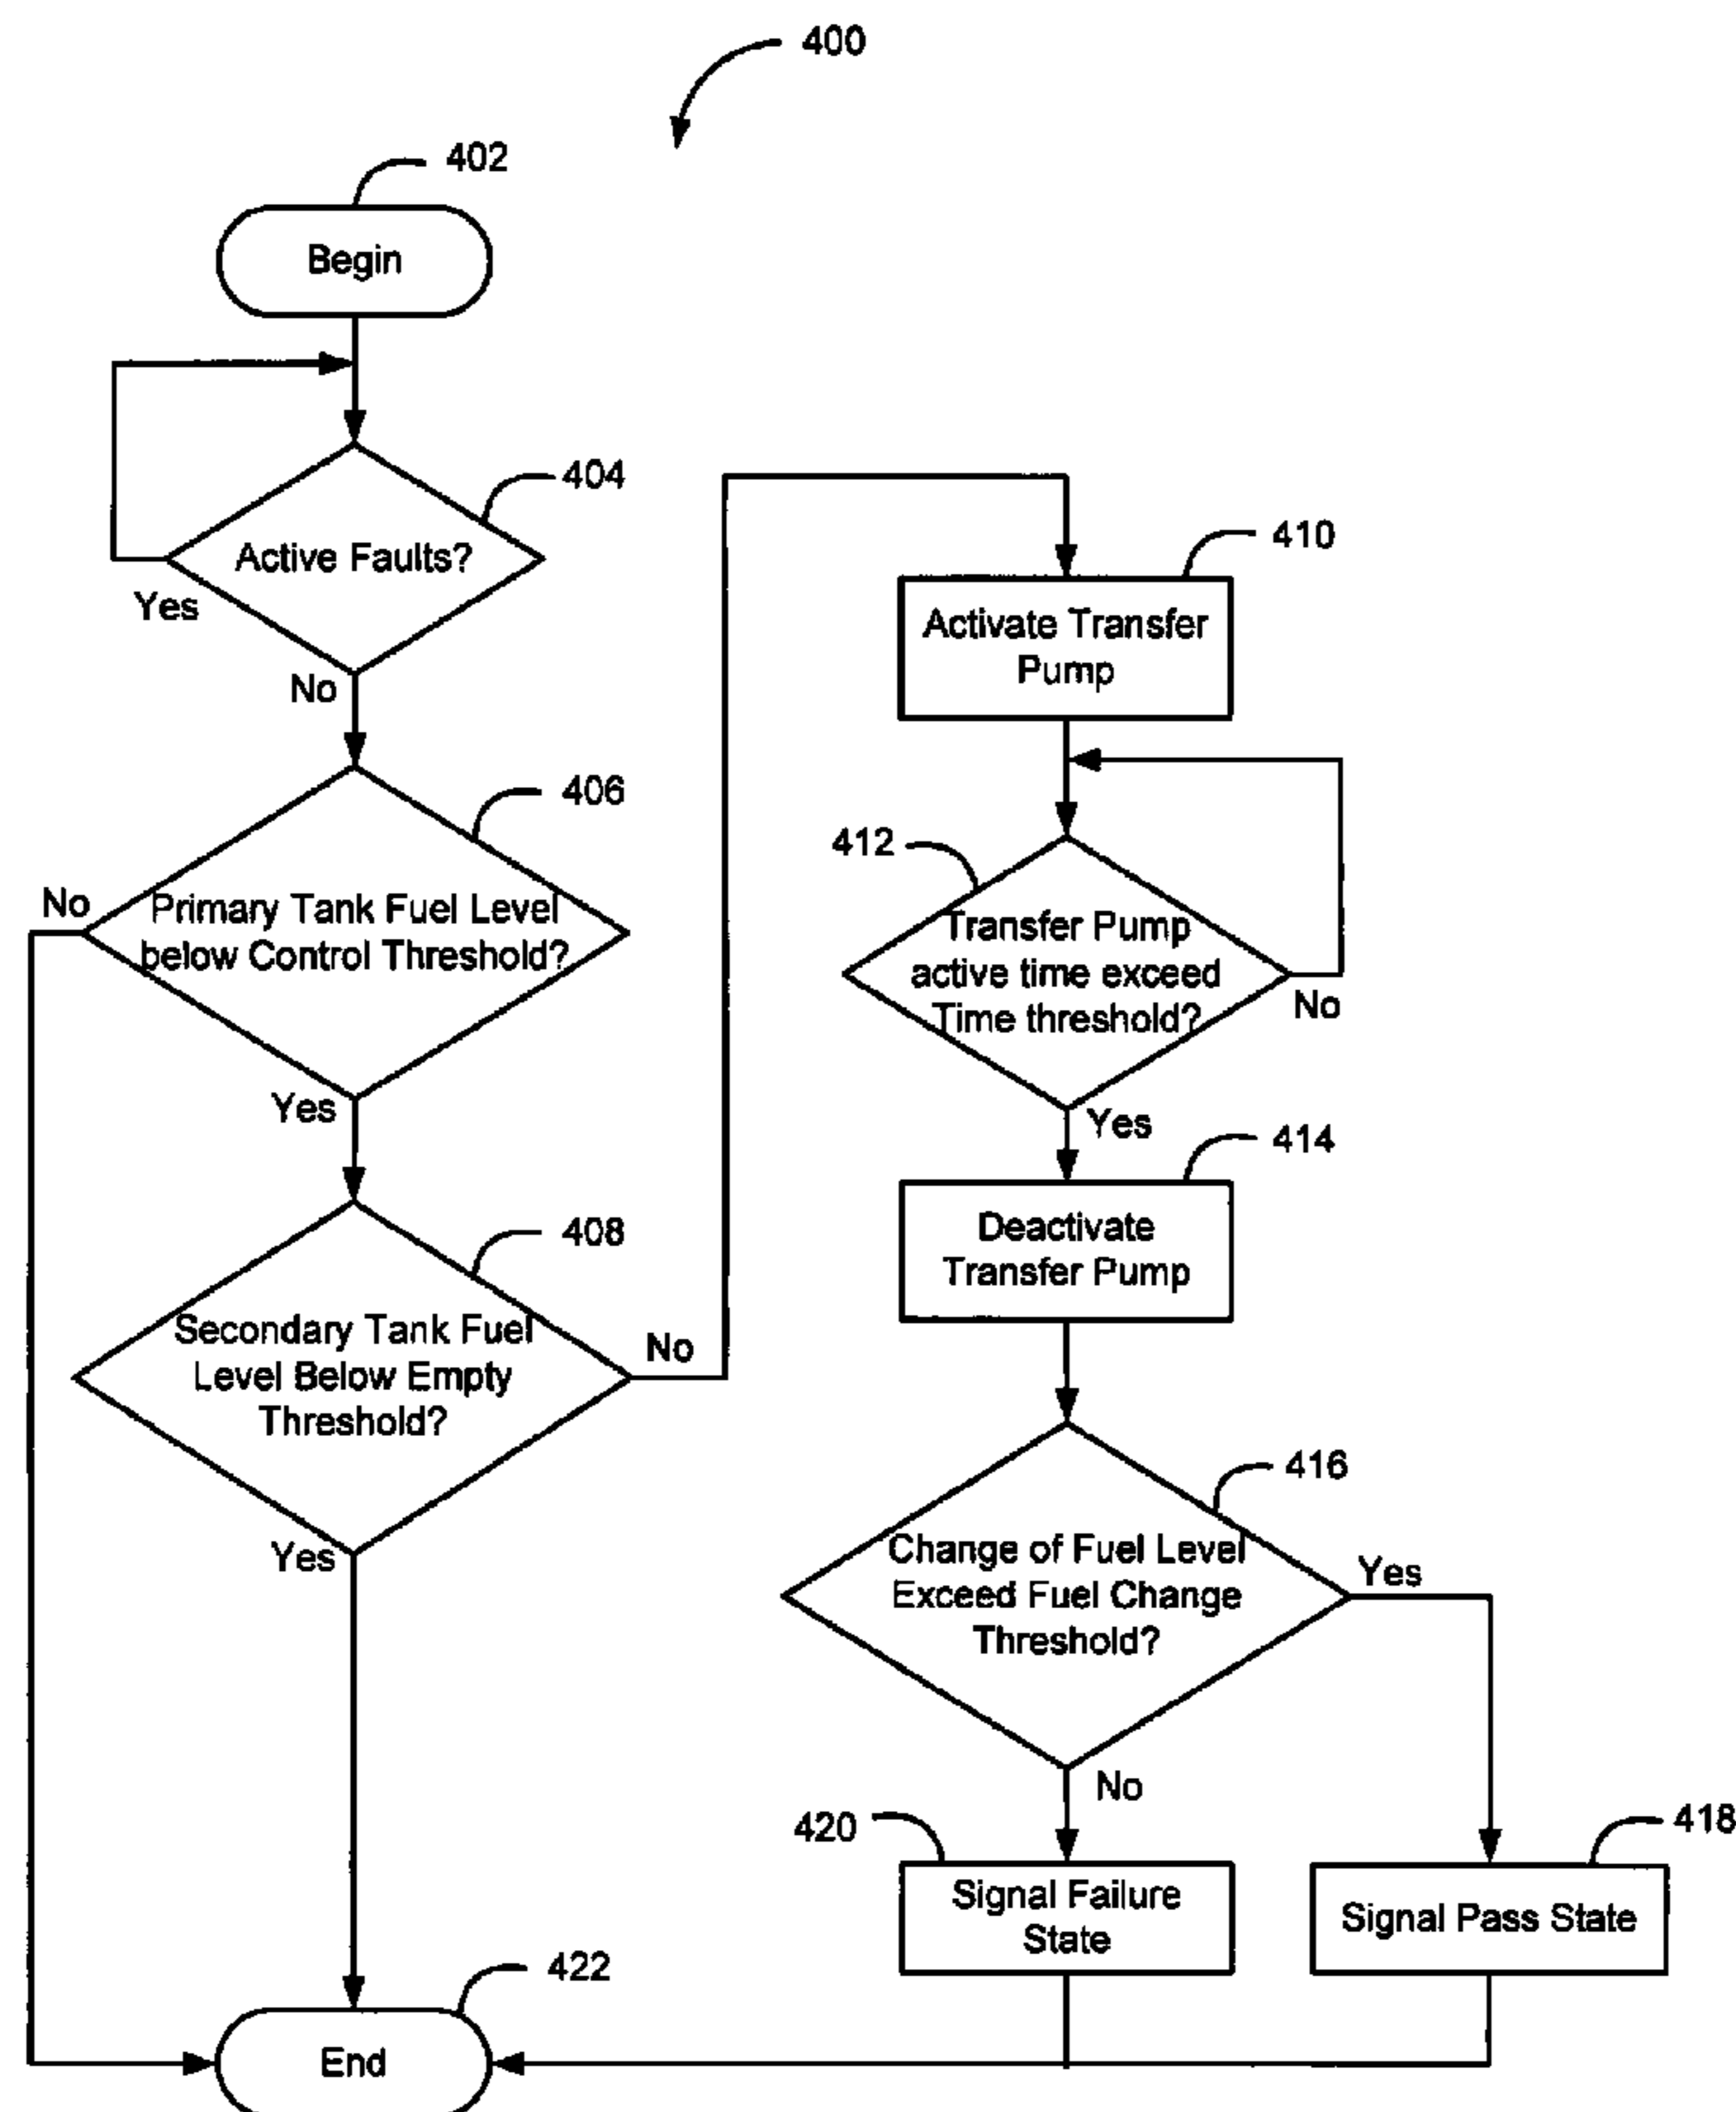 400
402
Begin
404
Active Faults?
Yes
No
406
No
Primary Tank Fuel Level
below Control Threshold?
Yes
408
Secondary Tank Fuel
Level Below Empty
Threshold?
No
Yes
410
Activate Transfer
Pump
412
Transfer Pump
active time exceed
Time threshold?
No
Yes
414
Deactivate
Transfer Pump
416
Change of Fuel Level
Exceed Fuel Change
Threshold?
Yes
No
420
Signal Failure
State
418
Signal Pass State
422
End